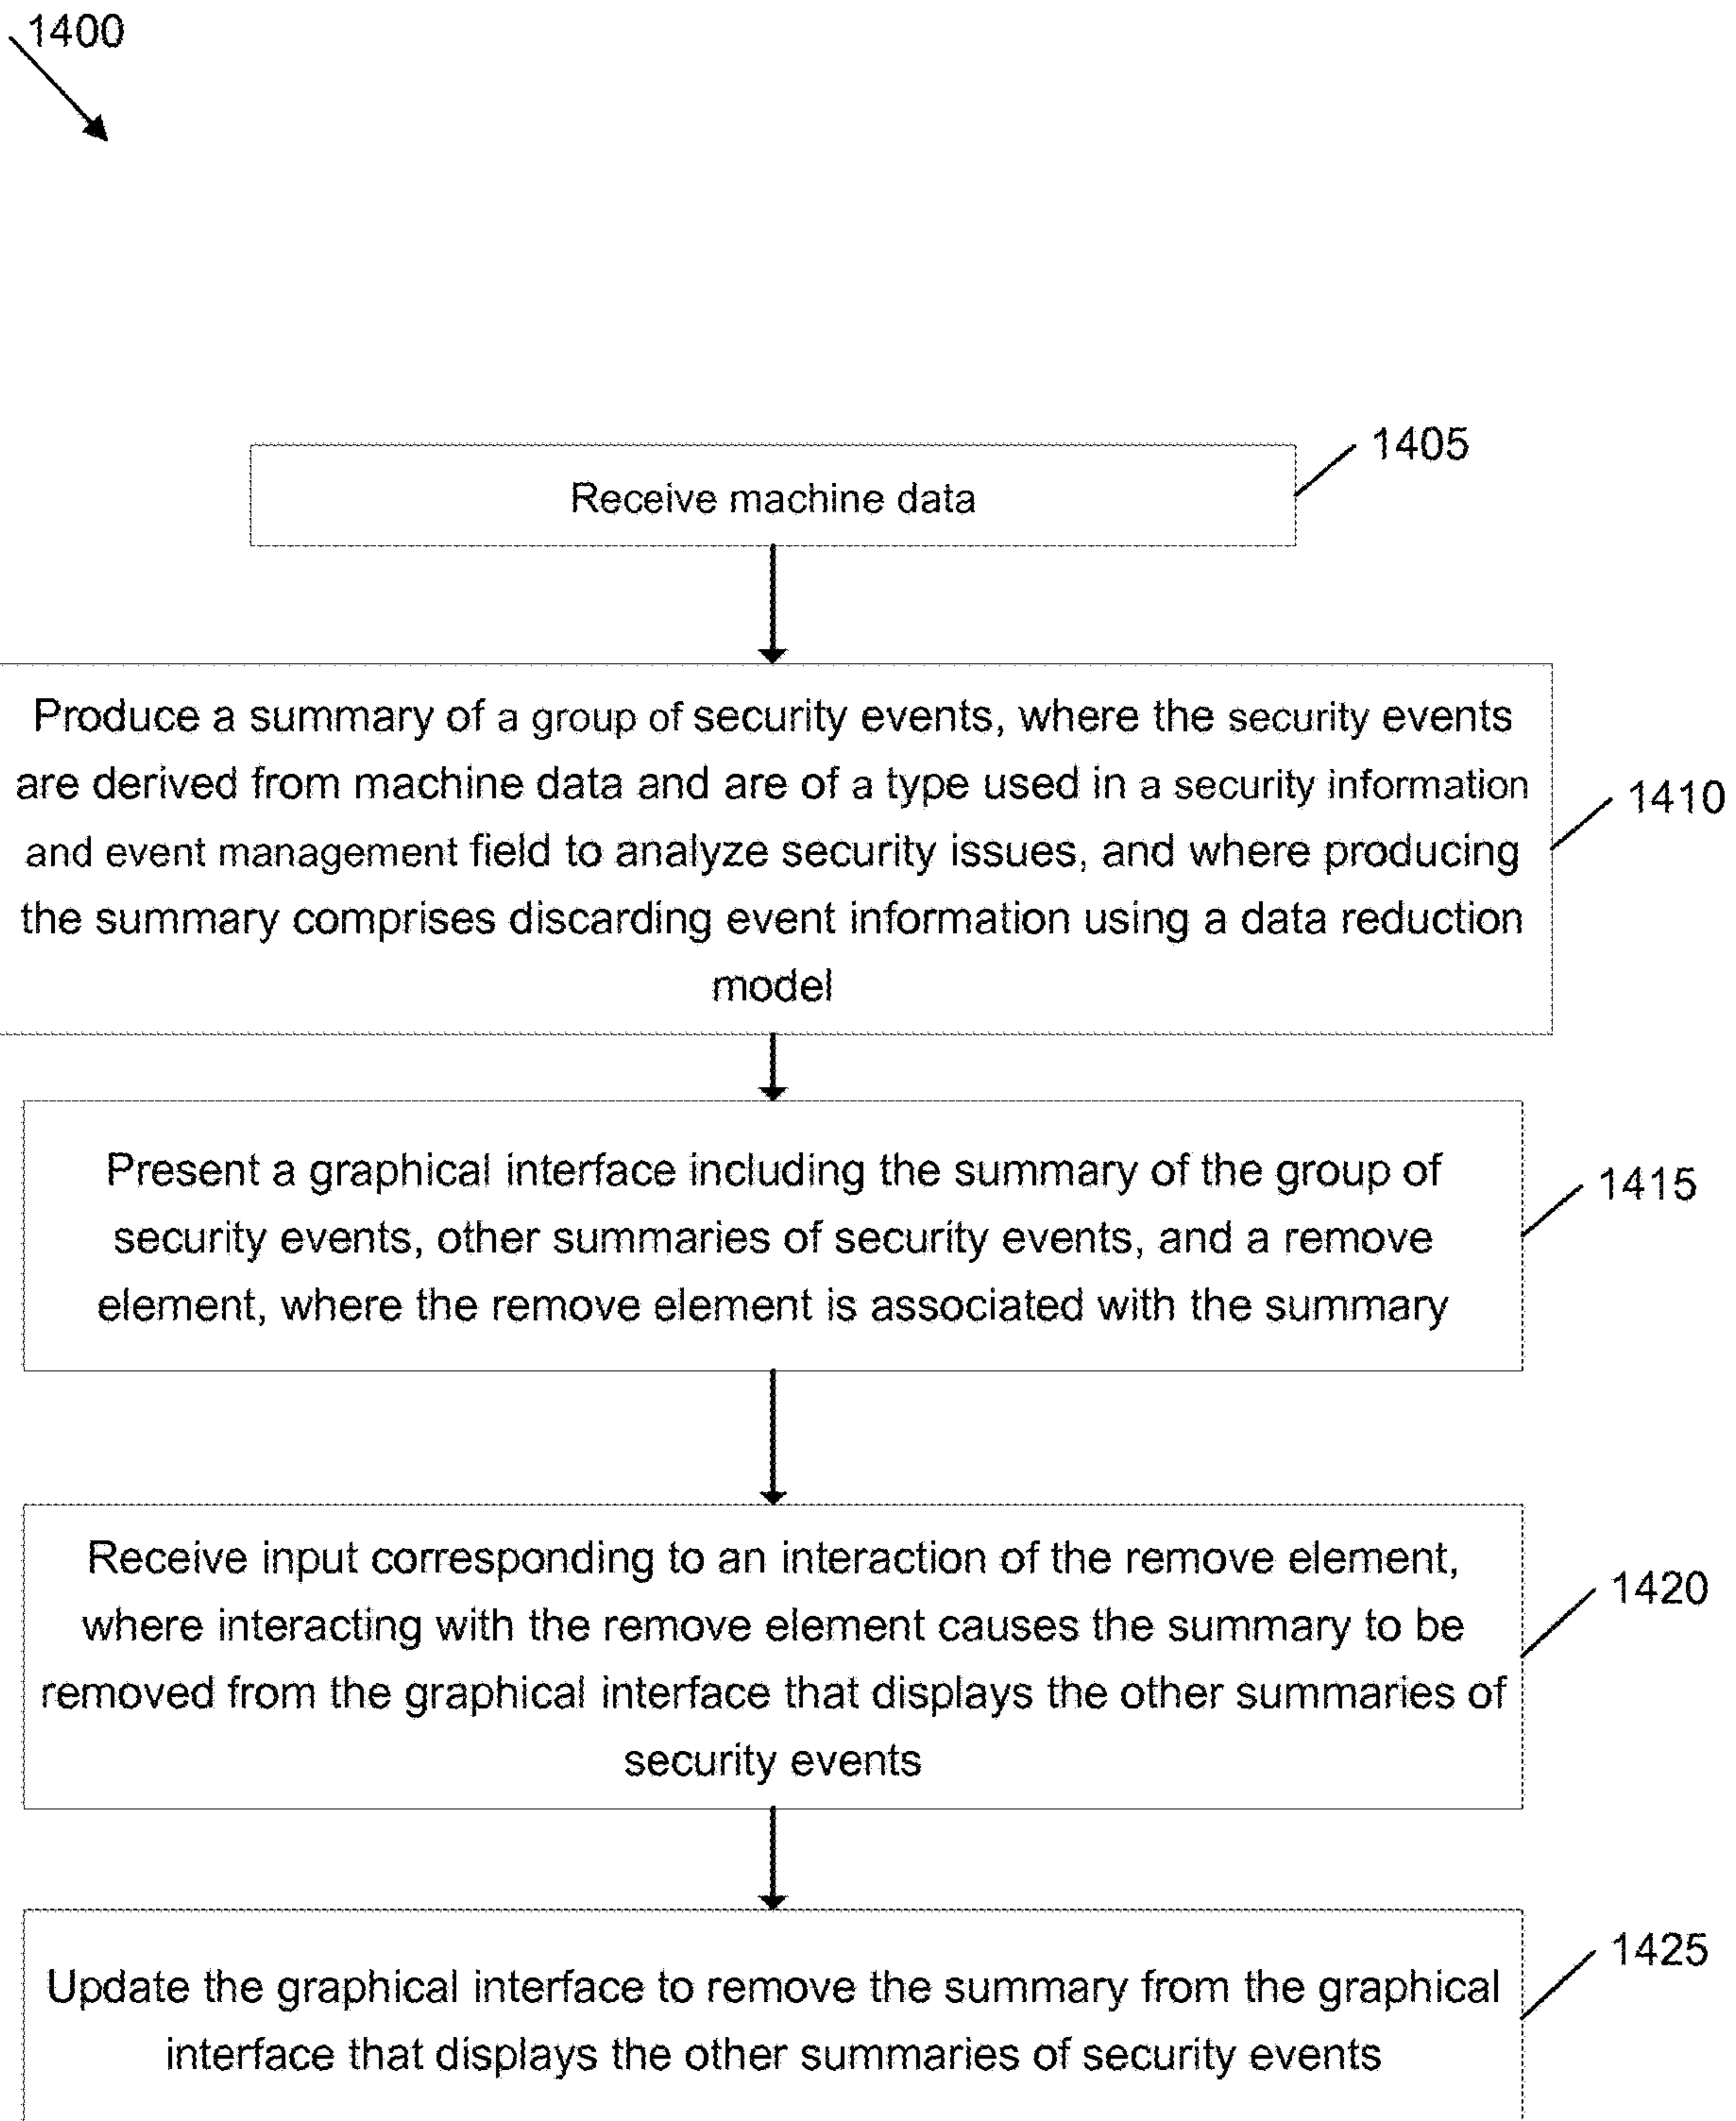 1400
1405
Receive machine data
Produce a summary of a group of security events, where the security events
are derived from machine data and are of a type used in a security information
and event management field to analyze security issues, and where producing
the summary comprises discarding event information using a data reduction
model
1410
Present a graphical interface including the summary of the group of
security events, other summaries of security events, and a remove
element, where the remove element is associated with the summary
1415
Receive input corresponding to an interaction of the remove element,
where interacting with the remove element causes the summary to be
removed from the graphical interface that displays the other summaries of
security events
1420
Update the graphical interface to remove the summary from the graphical
interface that displays the other summaries of security events
1425